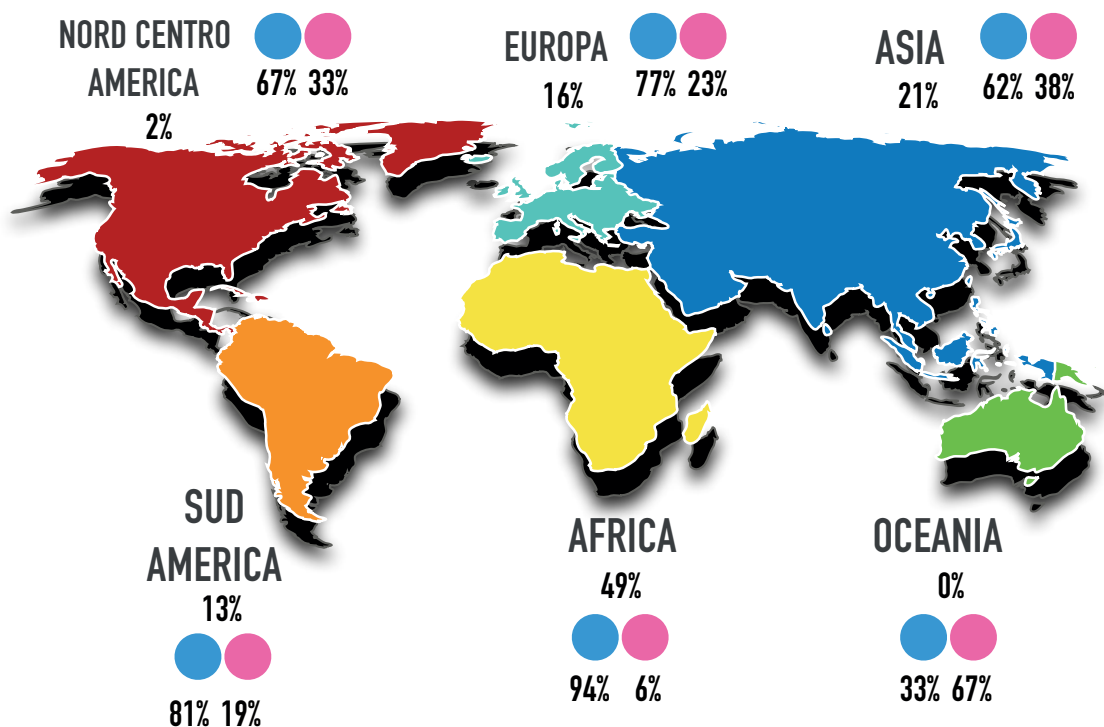 NORD CENTRO
AMERICA
2%
67% 33%
EUROPA
16%
77% 23%
ASIA
21%
62% 38%
SUD
AMERICA
13%
81% 19%
AFRICA
49%
94% 6%
OCEANIA
0%
33% 67%